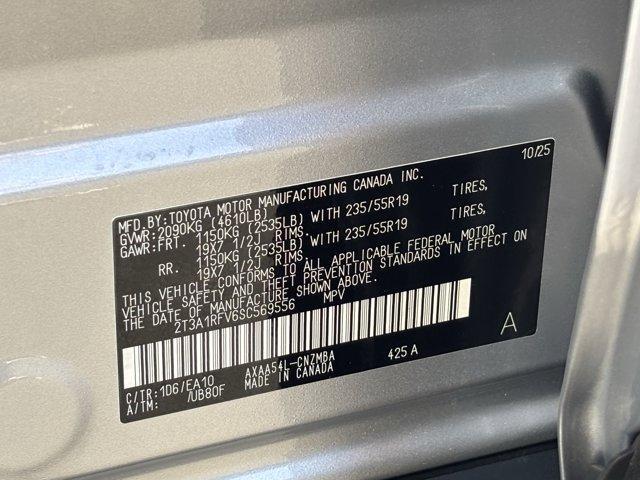 10/25
MFD.BY:TOYOTA MOTOR MANUFACTURING CANADA INC.
GVWR:2090KG (4610LB)
GAWR:FRT. 1150KG (2535LB) WITH 235/55R19 TIRES,
19X7 1/2J RIMS.
RR. 1150KG (2535LB) WITH 235/55R19 TIRES,
19X7 1/2J RIMS.
THIS VEHICLE CONFORMS TO ALL APPLICABLE FEDERAL MOTOR
VEHICLE SAFETY AND THEFT PREVENTION STANDARDS IN EFFECT ON
THE DATE OF MANUFACTURE SHOWN ABOVE.
2T3A1RFV6SC569556 MPV
A
C/TR:1D6/EA10 AXAA54L-CNZMBA 425 A
A/TM: /UB80F MADE IN CANADA